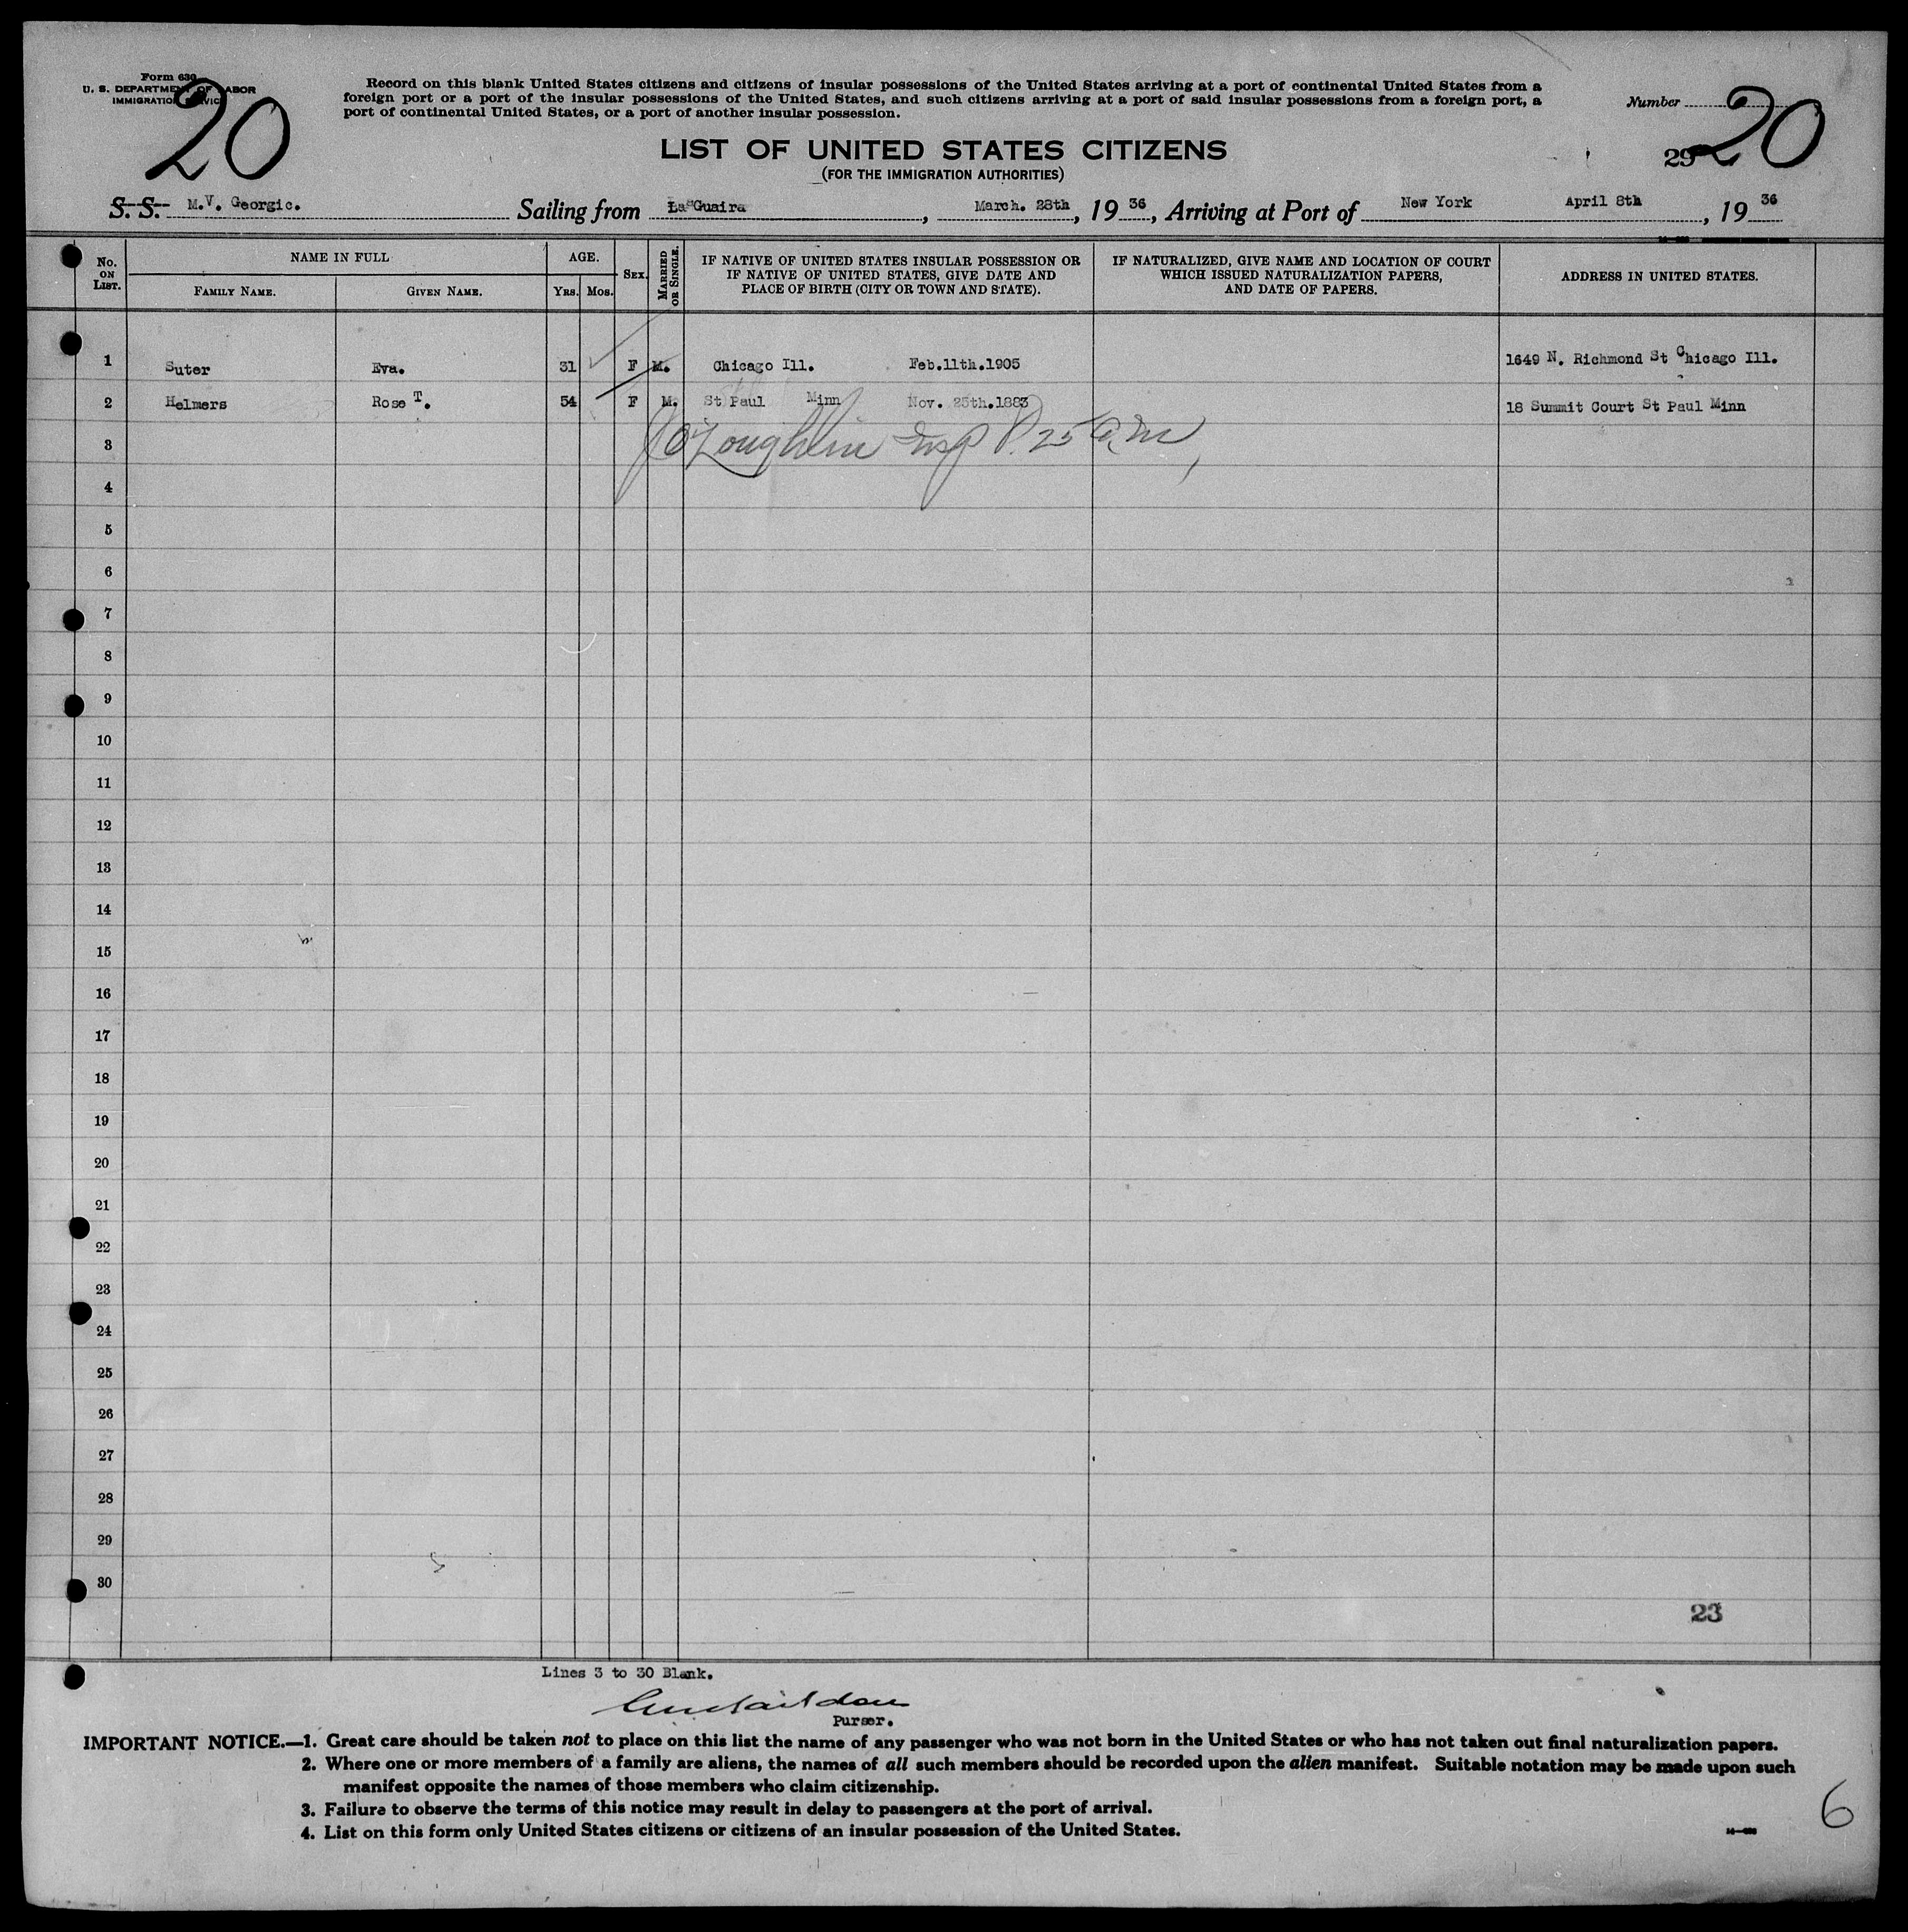 Form 630
U. S. DEPARTMENT OF LABOR
IMMIGRATION SERVICE
20
Record on this blank United States citizens and citizens of insular possessions of the United States arriving at a port of continental United States from a
foreign port or a port of the insular possessions of the United States, and such citizens arriving at a port of said insular possessions from a foreign port, a
port of continental United States, or a port of another insular possession.
Number 20
LIST OF UNITED STATES CITIZENS
29
(FOR THE IMMIGRATION AUTHORITIES)
S. S. M.V. Georgic. Sailing from La Guaira, March. 28th, 19 36, Arriving at Port of New York April 8th, 19 36
No. ON LIST. NAME IN FULL AGE. SEX. MARRIED OR SINGLE. IF NATIVE OF UNITED STATES INSULAR POSSESSION OR IF NATIVE OF UNITED STATES, GIVE DATE AND PLACE OF BIRTH (CITY OR TOWN AND STATE). IF NATURALIZED, GIVE NAME AND LOCATION OF COURT WHICH ISSUED NATURALIZATION PAPERS, AND DATE OF PAPERS. ADDRESS IN UNITED STATES.
FAMILY NAME. GIVEN NAME. YRS. MOS.
1 Suter Eva. 31 F M. Chicago Ill. Feb.11th.1905 1649 N. Richmond St Chicago Ill.
2 Helmers Rose T. 54 F M. St Paul Minn Nov. 25th.1883 18 Summit Court St Paul Minn
3 O'Loughlin Insp
4
5
6
7
8
9
10
11
12
13
14
15
16
17
18
19
20
21
22
23
24
25
26
27
28
29
30
23
Lines 3 to 30 Blank.
Purser.
IMPORTANT NOTICE.—1. Great care should be taken not to place on this list the name of any passenger who was not born in the United States or who has not taken out final naturalization papers.
2. Where one or more members of a family are aliens, the names of all such members should be recorded upon the alien manifest. Suitable notation may be made upon such
manifest opposite the names of those members who claim citizenship.
3. Failure to observe the terms of this notice may result in delay to passengers at the port of arrival.
4. List on this form only United States citizens or citizens of an insular possession of the United States.
6